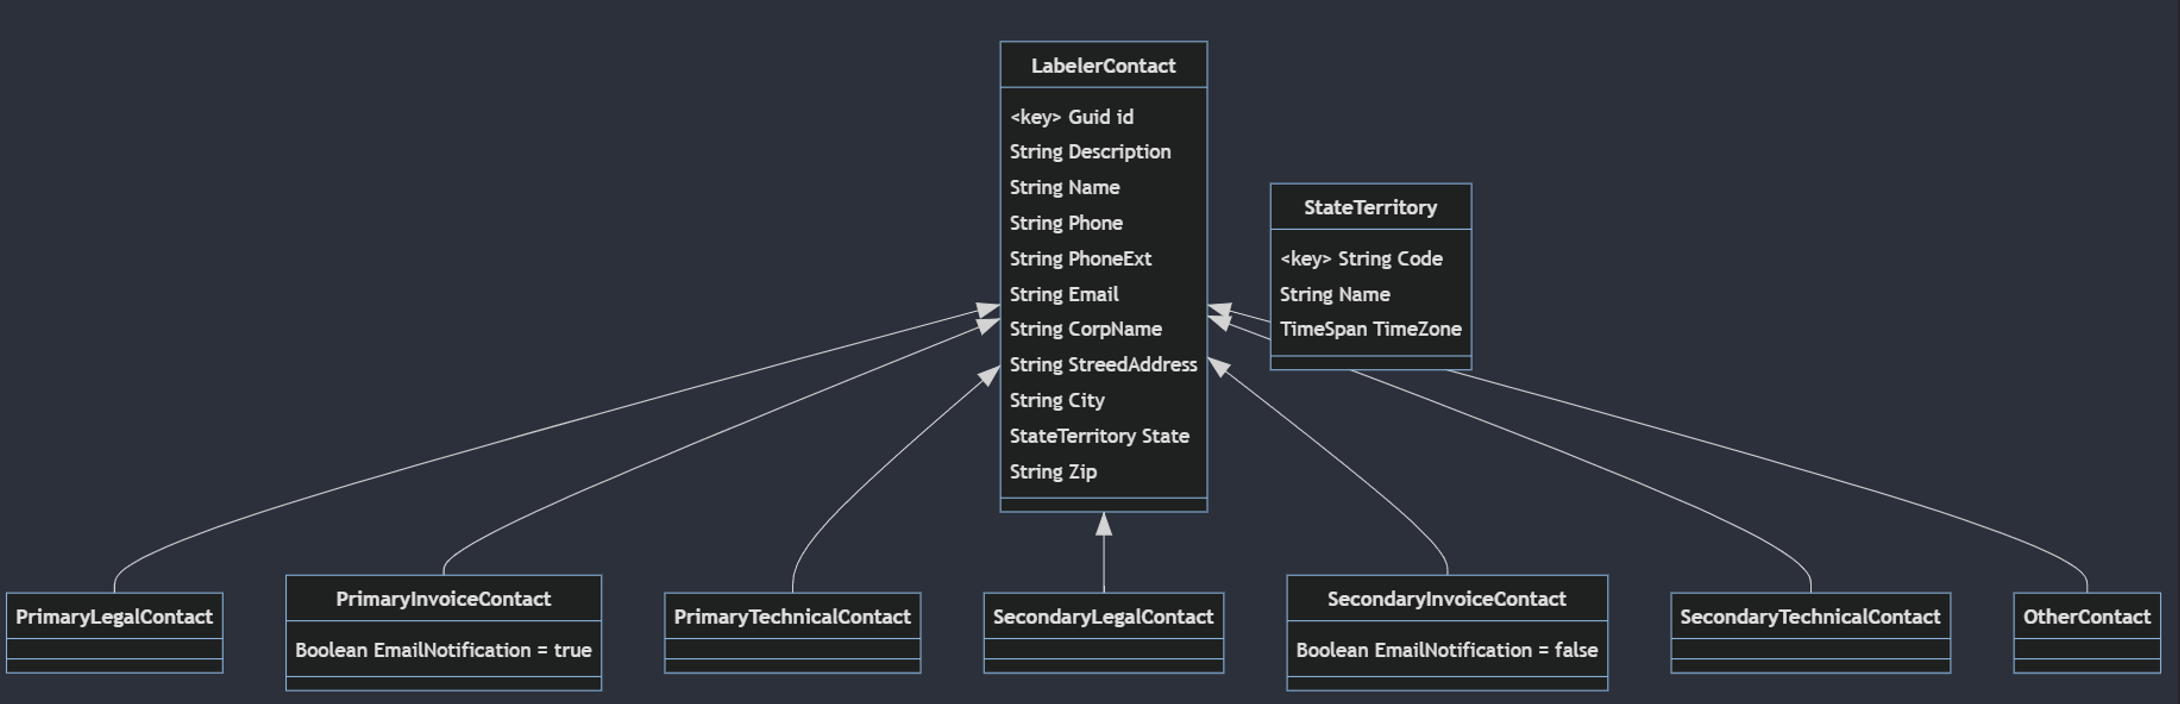 LabelerContact
<key> Guid id
String Description
String Name
String Phone
String PhoneExt
String Email
String CorpName
String StreedAddress
String City
StateTerritory State
String Zip
StateTerritory
<key> String Code
String Name
TimeSpan TimeZone
PrimaryLegalContact
PrimaryInvoiceContact
Boolean EmailNotification = true
PrimaryTechnicalContact
SecondaryLegalContact
SecondaryInvoiceContact
Boolean EmailNotification = false
SecondaryTechnicalContact
OtherContact